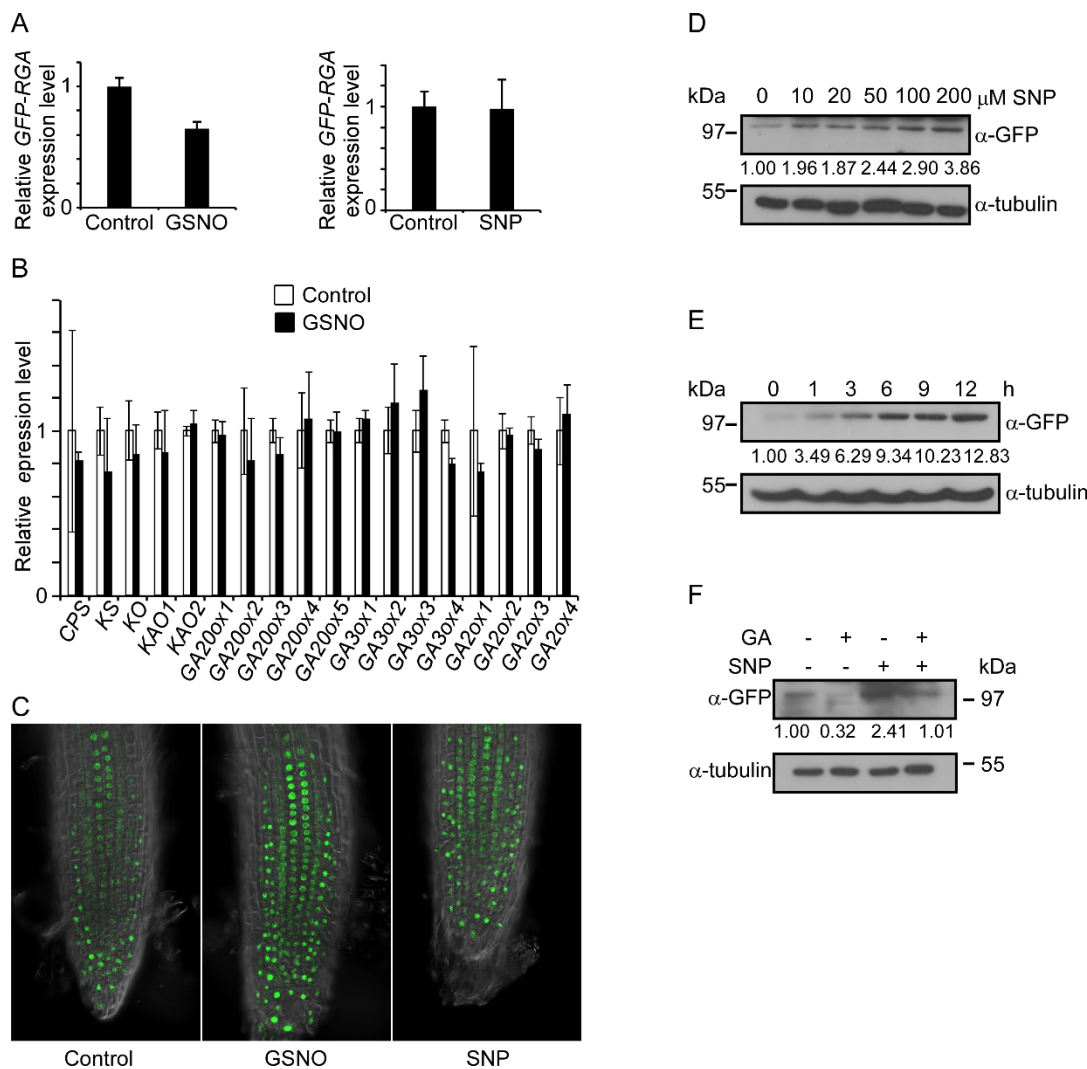 A
Relative GFP-RGA
expression level
1
0
Control
GSNO
Relative GFP-RGA
expression level
1
0
Control
SNP
B
Control
GSNO
Relative epression level
1
0
CPS
KS
KO
KAO1
KAO2
GA20ox1
GA20ox2
GA20ox3
GA20ox4
GA20ox5
GA3ox1
GA3ox2
GA3ox3
GA3ox4
GA2ox1
GA2ox2
GA2ox3
GA2ox4
C
Control
GSNO
SNP
D
kDa 0 10 20 50 100 200 μM SNP
97 α-GFP
1.00 1.96 1.87 2.44 2.90 3.86
55 α-tubulin
E
kDa 0 1 3 6 9 12 h
97 α-GFP
1.00 3.49 6.29 9.34 10.23 12.83
55 α-tubulin
F
GA - + - +
SNP - - + + kDa
α-GFP 97
1.00 0.32 2.41 1.01
α-tubulin 55